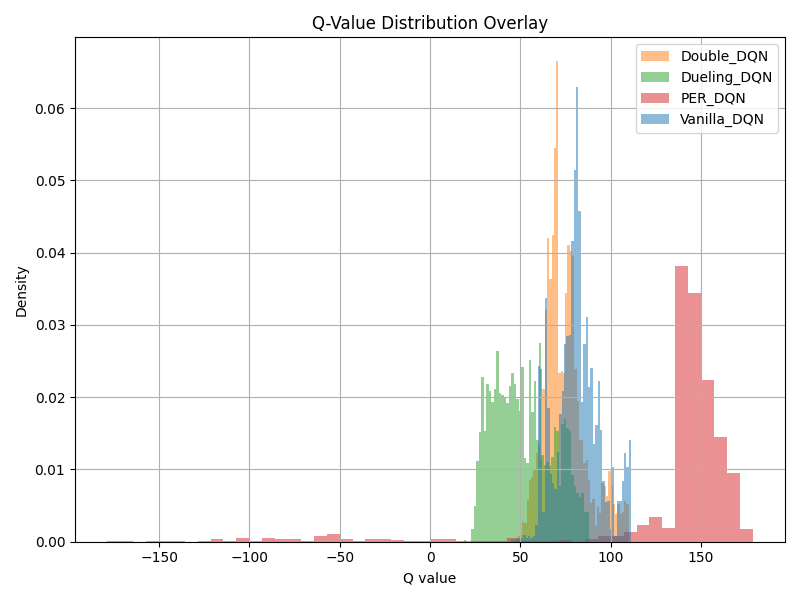 Q-Value Distribution Overlay
Double_DQN
Dueling_DQN
PER_DQN
Vanilla_DQN
Density
0.06
0.05
0.04
0.03
0.02
0.01
0.00
−150
−100
−50
0
50
100
150
Q value